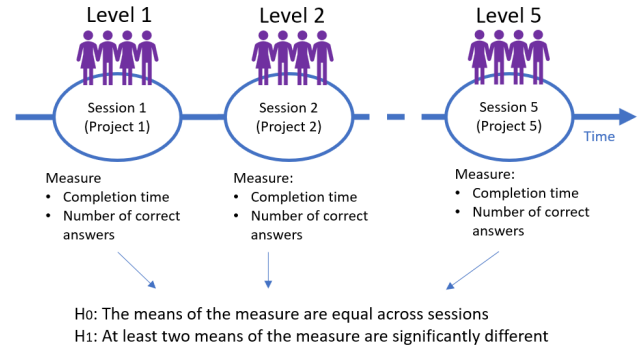 Level 1
Level 2
Level 5
Session 1
(Project 1)
Session 2
(Project 2)
Session 5
(Project 5)
Time
Measure
• Completion time
• Number of correct
answers
Measure:
• Completion time
• Number of correct
answers
Measure:
• Completion time
• Number of correct
answers
H0: The means of the measure are equal across sessions
H1: At least two means of the measure are significantly different